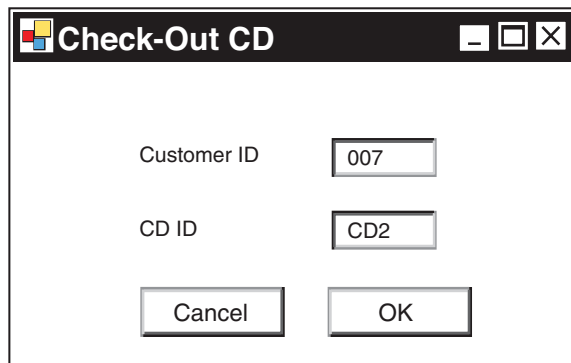 Check-Out CD
Customer ID 007
CD ID CD2
Cancel OK